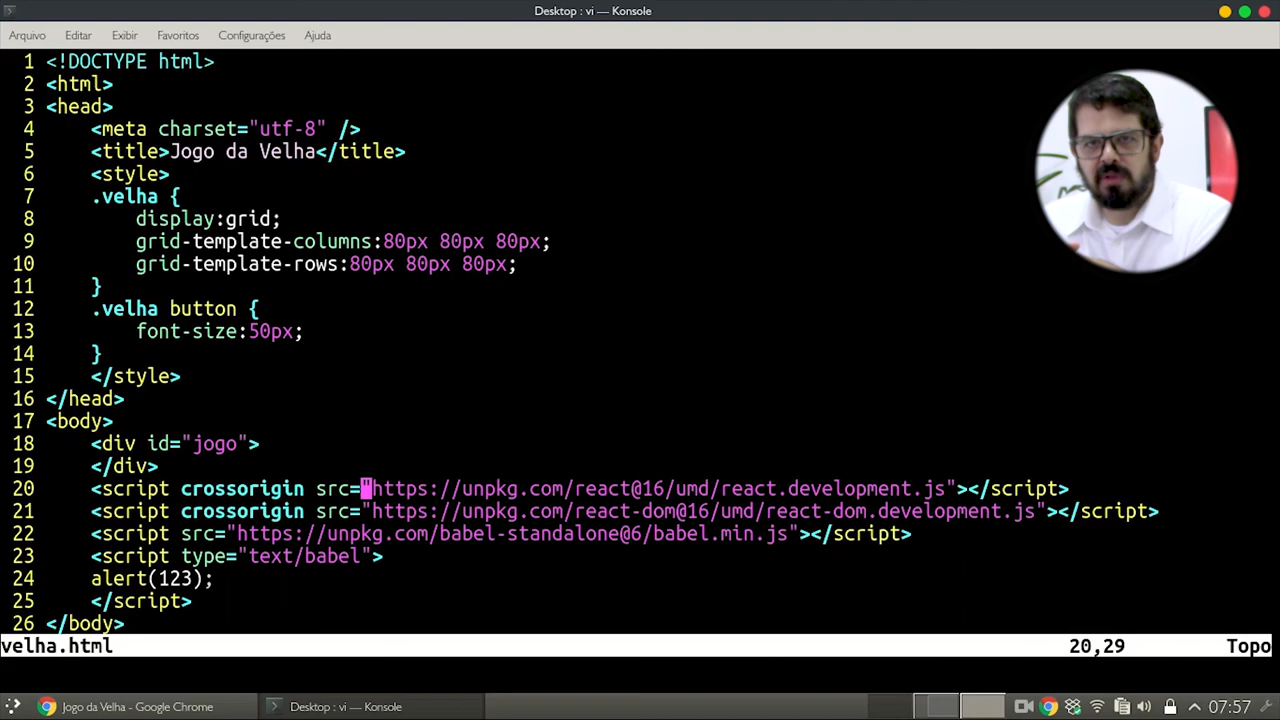 Desktop : vi — Konsole
Arquivo Editar Exibir Favoritos Configurações Ajuda
1 <!DOCTYPE html>
2 <html>
3 <head>
4     <meta charset="utf-8" />
5     <title>Jogo da Velha</title>
6     <style>
7     .velha {
8         display:grid;
9         grid-template-columns:80px 80px 80px;
10         grid-template-rows:80px 80px 80px;
11     }
12     .velha button {
13         font-size:50px;
14     }
15     </style>
16 </head>
17 <body>
18     <div id="jogo">
19     </div>
20     <script crossorigin src="https://unpkg.com/react@16/umd/react.development.js"></script>
21     <script crossorigin src="https://unpkg.com/react-dom@16/umd/react-dom.development.js"></script>
22     <script src="https://unpkg.com/babel-standalone@6/babel.min.js"></script>
23     <script type="text/babel">
24     alert(123);
25     </script>
26 </body>
velha.html 20,29 Topo
Jogo da Velha - Google Chrome Desktop : vi — Konsole 07:57